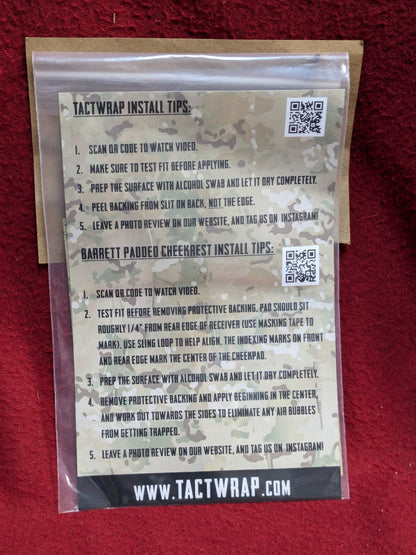 TACTWRAP INSTALL TIPS:
1. SCAN QR CODE TO WATCH VIDEO.
2. MAKE SURE TO TEST FIT BEFORE APPLYING.
3. PREP THE SURFACE WITH ALCOHOL SWAB AND LET IT DRY COMPLETELY.
4. PEEL BACKING FROM SLIT ON BACK, NOT THE EDGE.
5. LEAVE A PHOTO REVIEW ON OUR WEBSITE, AND TAG US ON INSTAGRAM!
BARRETT PADDED CHEEKREST INSTALL TIPS:
1. SCAN QR CODE TO WATCH VIDEO.
2. TEST FIT BEFORE REMOVING PROTECTIVE BACKING. PAD SHOULD SIT
ROUGHLY 1/4" FROM REAR EDGE OF RECEIVER (USE MASKING TAPE TO
MARK). USE SLING LOOP TO HELP ALIGN. THE INDEXING MARKS ON FRONT
AND REAR EDGE MARK THE CENTER OF THE CHEEKPAD.
3. PREP THE SURFACE WITH ALCOHOL SWAB AND LET IT DRY COMPLETELY.
4. REMOVE PROTECTIVE BACKING AND APPLY BEGINNING IN THE CENTER,
AND WORK OUT TOWARDS THE SIDES TO ELIMINATE ANY AIR BUBBLES
FROM GETTING TRAPPED.
5. LEAVE A PHOTO REVIEW ON OUR WEBSITE, AND TAG US ON INSTAGRAM!
WWW.TACTWRAP.COM